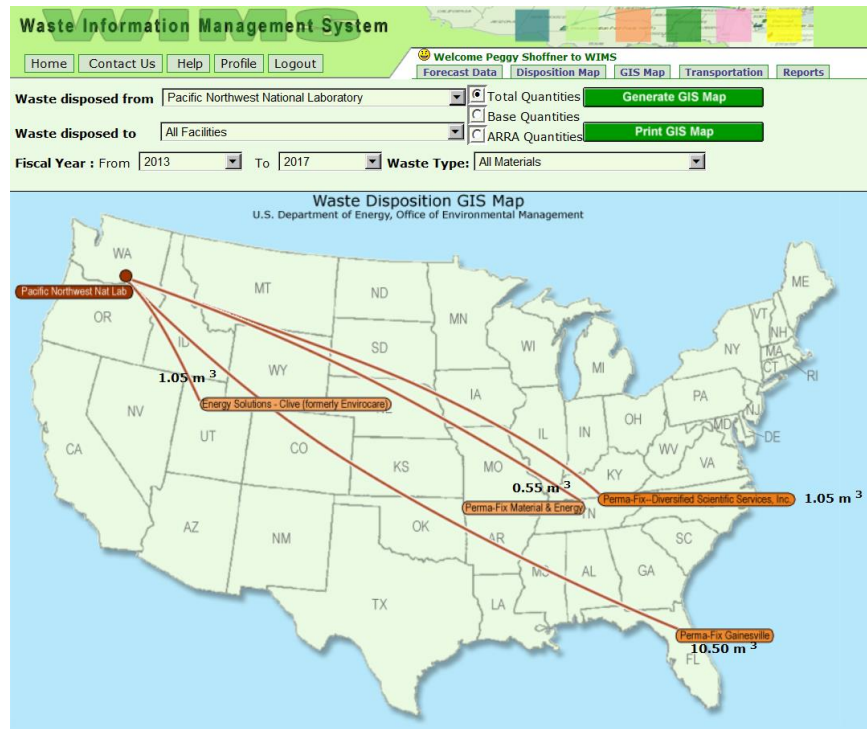 Waste Information Management System
WIMS
Home Contact Us Help Profile Logout
Welcome Peggy Shoffner to WIMS
Forecast Data Disposition Map GIS Map Transportation Reports
Waste disposed from Pacific Northwest National Laboratory Total Quantities Generate GIS Map
Base Quantities
Waste disposed to All Facilities ARRA Quantities Print GIS Map
Fiscal Year : From 2013 To 2017 Waste Type: All Materials
Waste Disposition GIS Map
U.S. Department of Energy, Office of Environmental Management
WA
ME
Pacific Northwest Nat Lab
MT
ND
OR
MN
VT
NH
ID
SD
WI
MI
NY
MA
CT
RI
WY
1.05 m 3
IA
PA
NJ
Energy Solutions - Clive (formerly Envirocare)
NV
OH
MD
DE
UT
CO
IL
IN
WV
CA
KS
MO
KY
VA
0.55 m 3
Perma-Fix--Diversified Scientific Services, Inc. 1.05 m 3
Perma-Fix Material & Energy
TN
AZ
NM
OK
AR
SC
MS
AL
GA
TX
LA
Perma-Fix Gainesville
10.50 m 3
FL